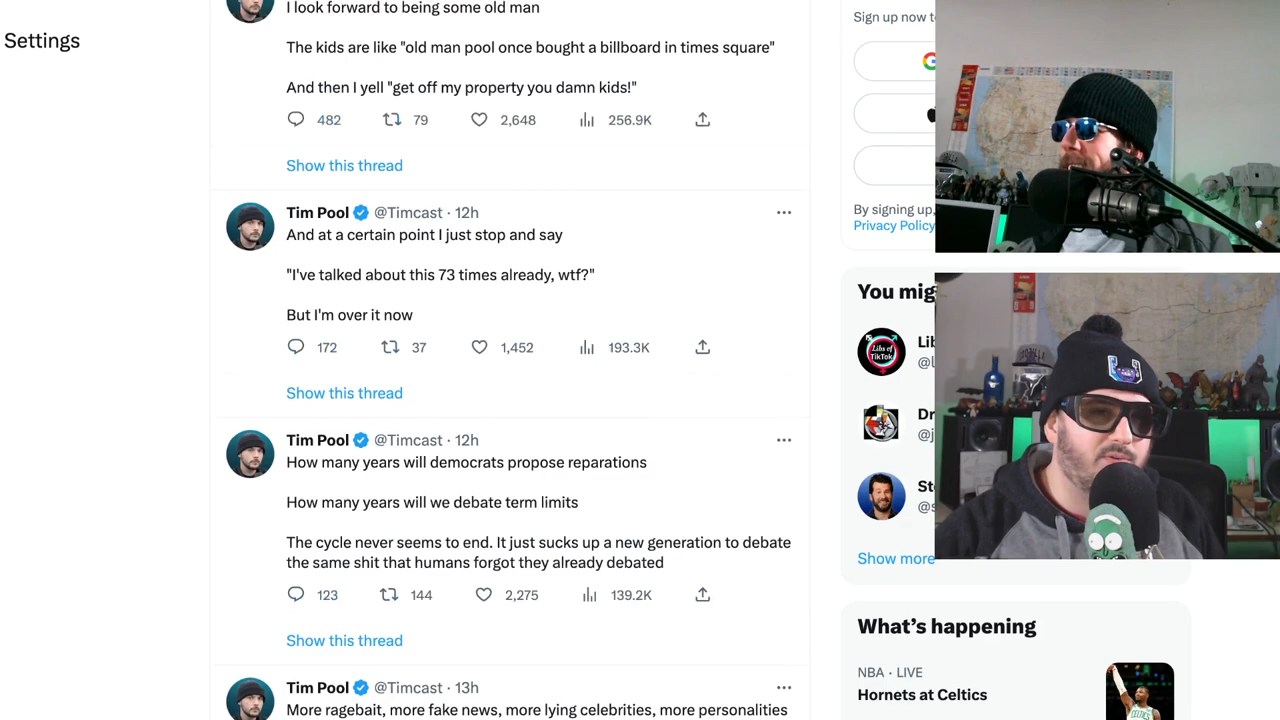 Settings
I look forward to being some old man
The kids are like "old man pool once bought a billboard in times square"
And then I yell "get off my property you damn kids!"
482 79 2,648 256.9K
Show this thread
Tim Pool @Timcast · 12h
And at a certain point I just stop and say
"I've talked about this 73 times already, wtf?"
But I'm over it now
172 37 1,452 193.3K
Show this thread
Tim Pool @Timcast · 12h
How many years will democrats propose reparations
How many years will we debate term limits
The cycle never seems to end. It just sucks up a new generation to debate
the same shit that humans forgot they already debated
123 144 2,275 139.2K
Show this thread
Tim Pool @Timcast · 13h
More ragebait, more fake news, more lying celebrities, more personalities
Sign up now t
By signing up,
Privacy Policy
You mig
Libs of
TikTok
Lib
@L
Dr
@j
St
@s
Show more
What's happening
NBA · LIVE
Hornets at Celtics